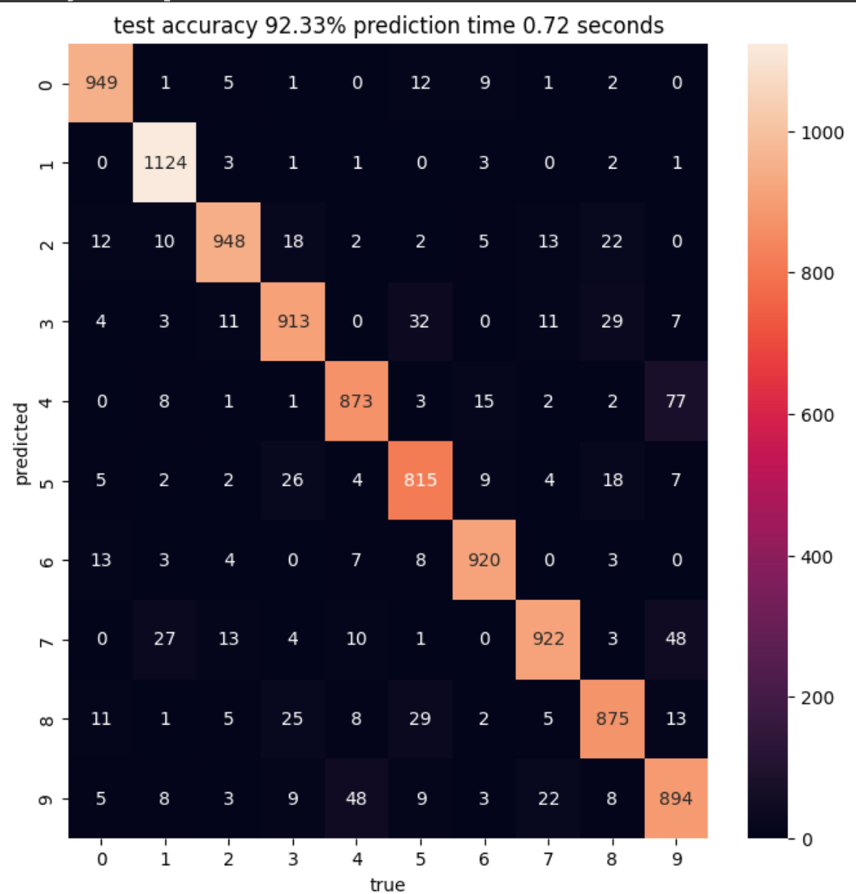 test accuracy 92.33% prediction time 0.72 seconds
0 949 1 5 1 0 12 9 1 2 0
1 0 1124 3 1 1 0 3 0 2 1
2 12 10 948 18 2 2 5 13 22 0
3 4 3 11 913 0 32 0 11 29 7
4 0 8 1 1 873 3 15 2 2 77
5 5 2 2 26 4 815 9 4 18 7
6 13 3 4 0 7 8 920 0 3 0
7 0 27 13 4 10 1 0 922 3 48
8 11 1 5 25 8 29 2 5 875 13
9 5 8 3 9 48 9 3 22 8 894
0 1 2 3 4 5 6 7 8 9
predicted
true
1000
800
600
400
200
0